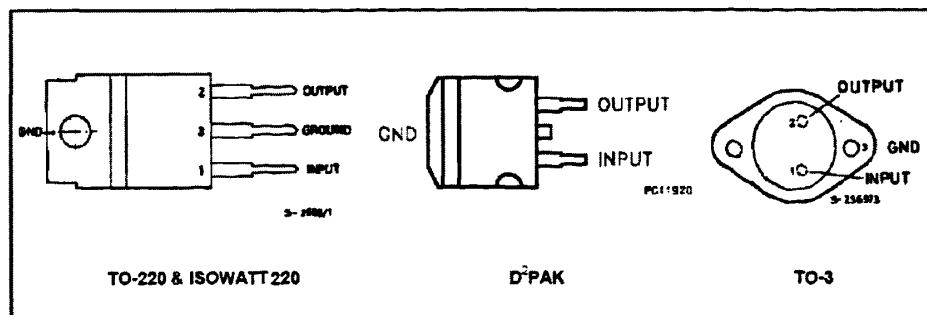 2 OUTPUT
GND 3 GROUND
1 INPUT
TO-220 & ISOWATT 220
OUTPUT
GND
INPUT
PC11920
D²PAK
OUTPUT
2
3 GND
1
INPUT
TO-3